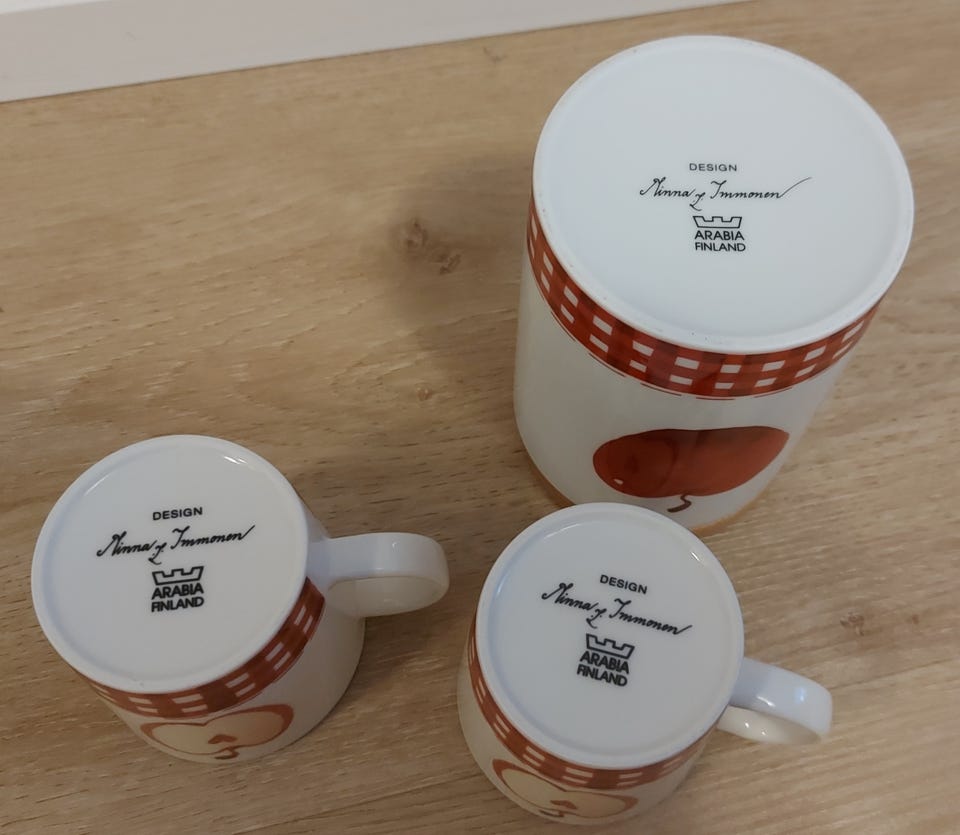 DESIGN
Minna L Immonen
ARABIA
FINLAND
DESIGN
Minna L Immonen
ARABIA
FINLAND
DESIGN
Minna L Immonen
ARABIA
FINLAND